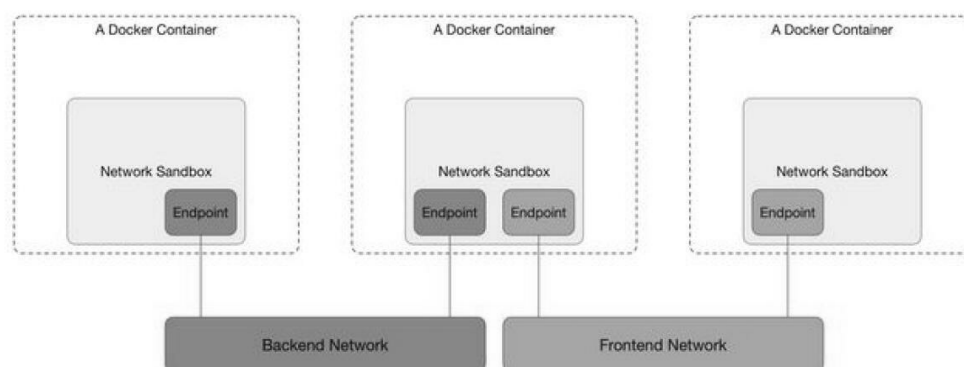 A Docker Container
A Docker Container
A Docker Container
Network Sandbox
Network Sandbox
Network Sandbox
Endpoint
Endpoint
Endpoint
Endpoint
Backend Network
Frontend Network